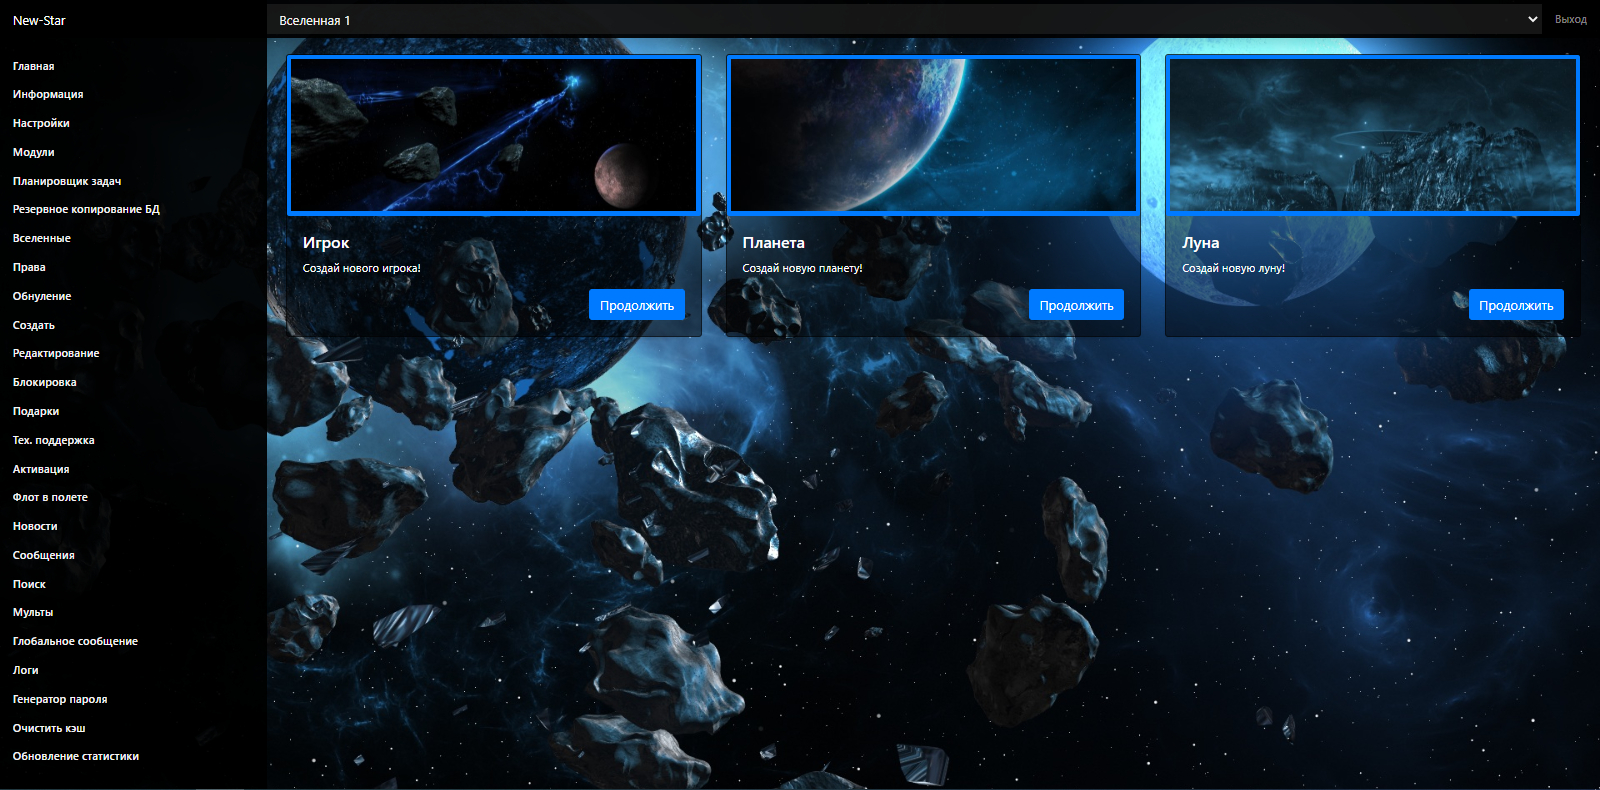 New-Star
Вселенная 1
Выход
Главная
Информация
Настройки
Модули
Планировщик задач
Резервное копирование БД
Вселенные
Права
Обнуление
Создать
Редактирование
Блокировка
Подарки
Тех. поддержка
Активация
Флот в полете
Новости
Сообщения
Поиск
Мульты
Глобальное сообщение
Логи
Генератор пароля
Очистить кэш
Обновление статистики
Игрок
Создай нового игрока!
Продолжить
Планета
Создай новую планету!
Продолжить
Луна
Создай новую луну!
Продолжить